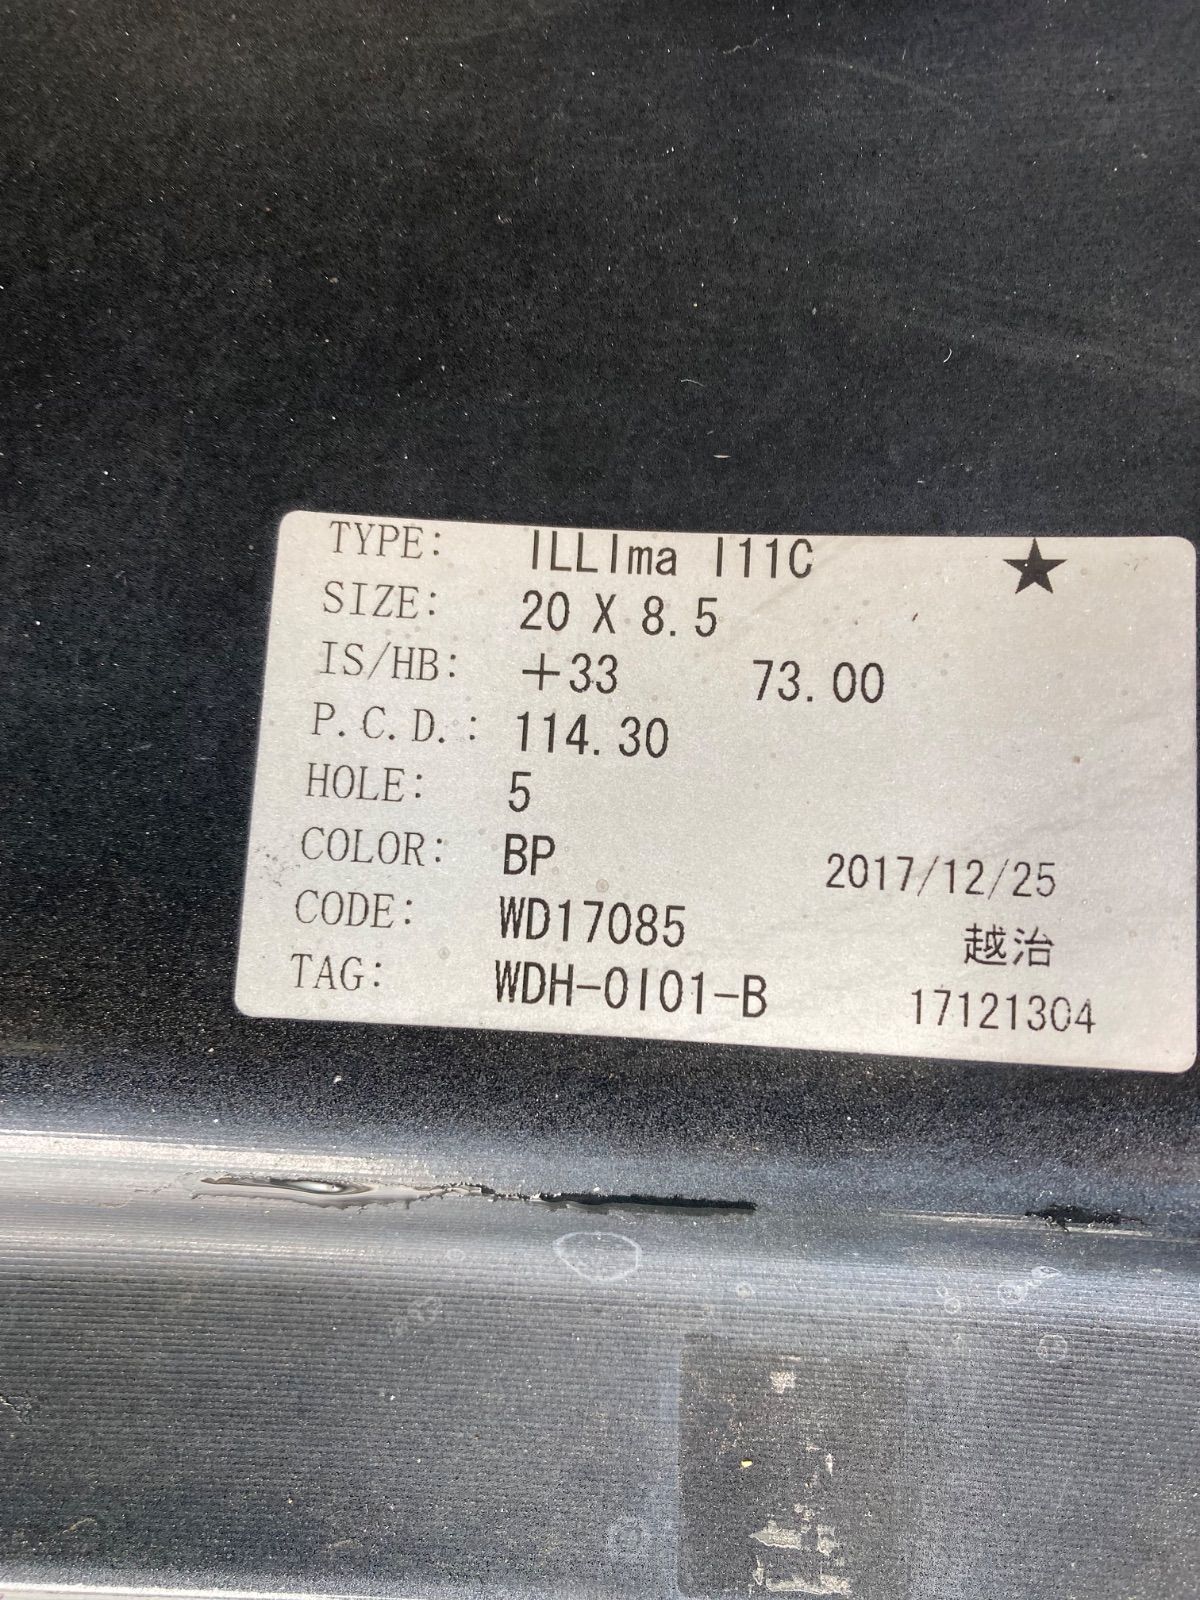 TYPE: ILLIma I11C ★
SIZE: 20 X 8.5
IS/HB: +33 73.00
P.C.D.: 114.30
HOLE: 5
COLOR: BP 2017/12/25
CODE: WD17085 越治
TAG: WDH-0I01-B 17121304